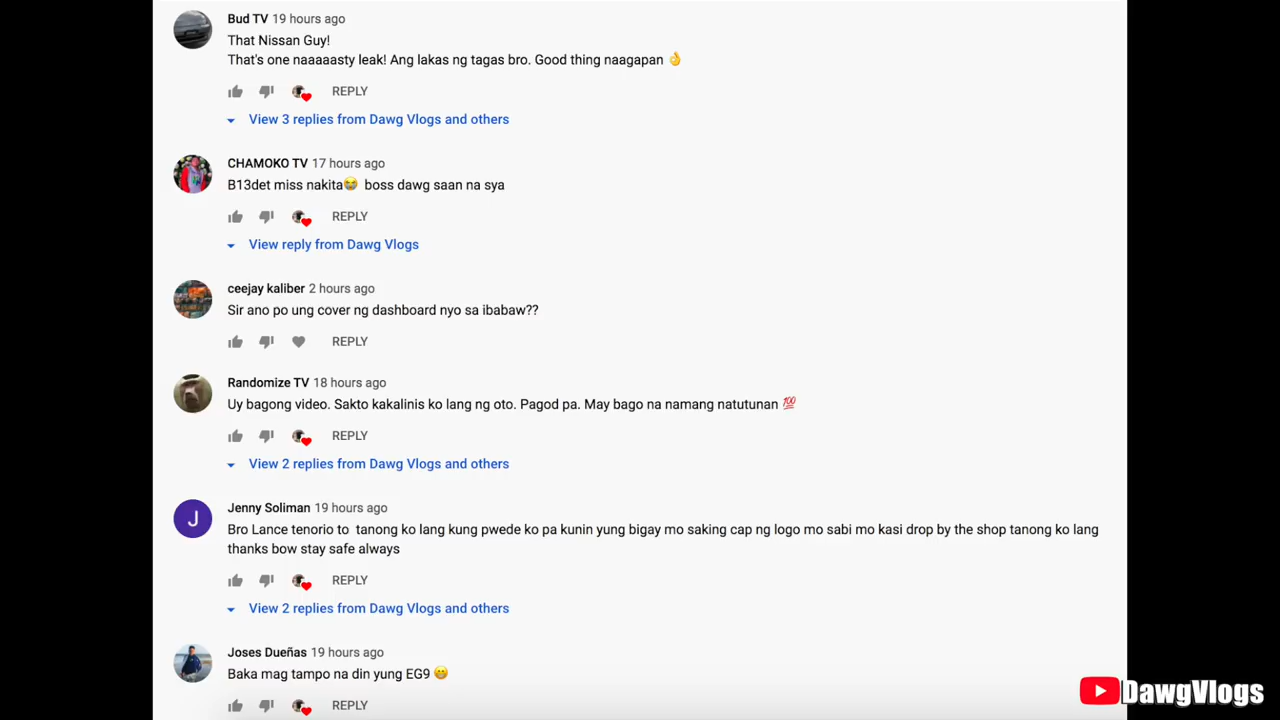 Bud TV 19 hours ago
That Nissan Guy!
That's one naaaaasty leak! Ang lakas ng tagas bro. Good thing naagapan 👌
REPLY
View 3 replies from Dawg Vlogs and others
CHAMOKO TV 17 hours ago
B13det miss nakita😭 boss dawg saan na sya
REPLY
View reply from Dawg Vlogs
ceejay kaliber 2 hours ago
Sir ano po ung cover ng dashboard nyo sa ibabaw??
REPLY
Randomize TV 18 hours ago
Uy bagong video. Sakto kakalinis ko lang ng oto. Pagod pa. May bago na namang natutunan 💯
REPLY
View 2 replies from Dawg Vlogs and others
J
Jenny Soliman 19 hours ago
Bro Lance tenorio to tanong ko lang kung pwede ko pa kunin yung bigay mo saking cap ng logo mo sabi mo kasi drop by the shop tanong ko lang
thanks bow stay safe always
REPLY
View 2 replies from Dawg Vlogs and others
Joses Dueñas 19 hours ago
Baka mag tampo na din yung EG9 😁
REPLY
DawgVlogs